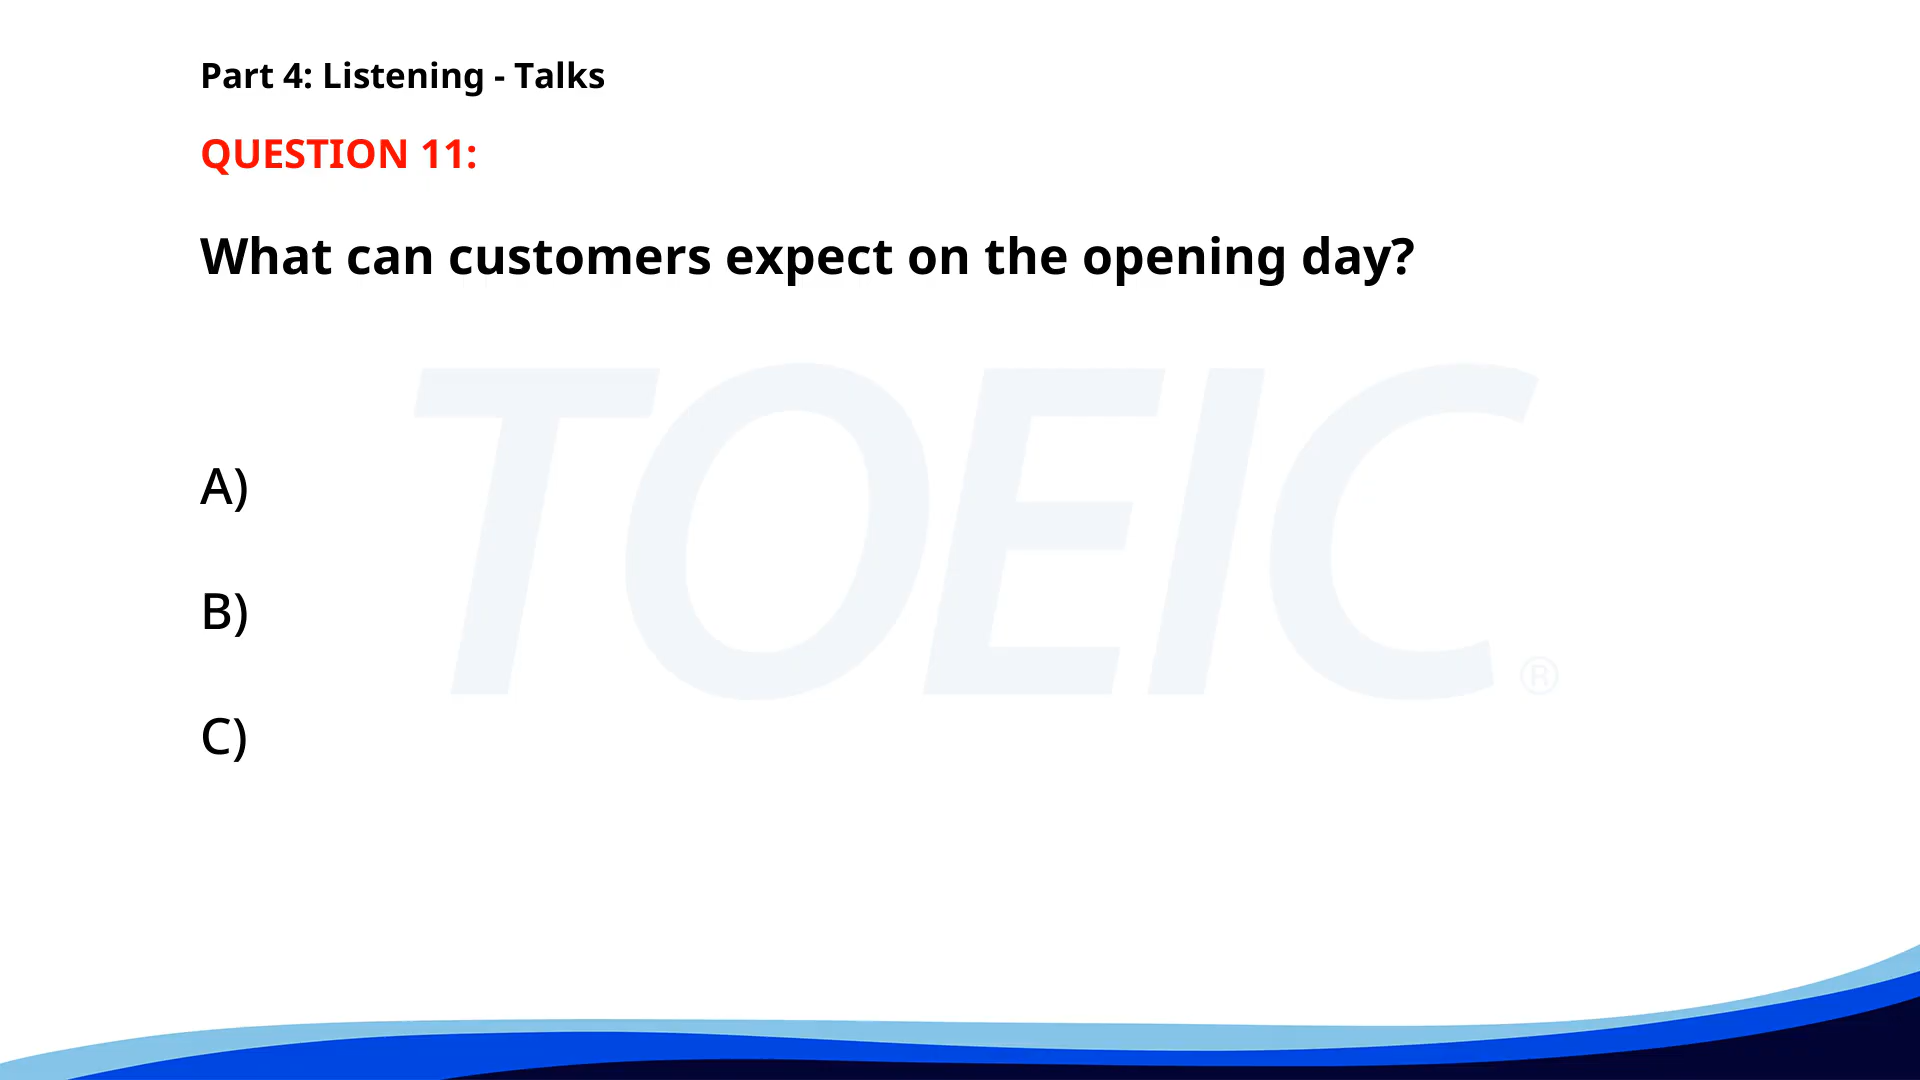 Part 4: Listening - Talks
QUESTION 11:
What can customers expect on the opening day?
TOEIC®
A)
B)
C)